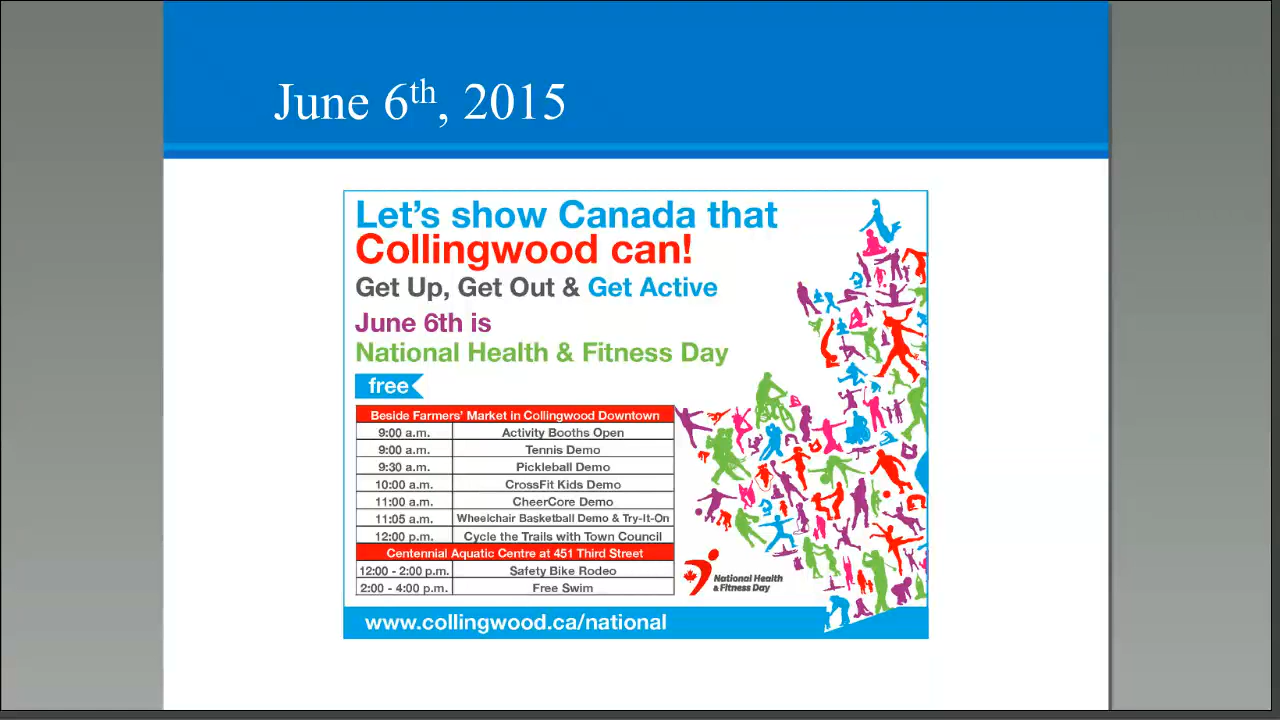 June 6th, 2015
Let's show Canada that
Collingwood can!
Get Up, Get Out & Get Active
June 6th is
National Health & Fitness Day
free
Beside Farmers' Market in Collingwood Downtown
9:00 a.m. Activity Booths Open
9:00 a.m. Tennis Demo
9:30 a.m. Pickleball Demo
10:00 a.m. CrossFit Kids Demo
11:00 a.m. CheerCore Demo
11:05 a.m. Wheelchair Basketball Demo & Try-It-On
12:00 p.m. Cycle the Trails with Town Council
Centennial Aquatic Centre at 451 Third Street
12:00 - 2:00 p.m. Safety Bike Rodeo
2:00 - 4:00 p.m. Free Swim
National Health
& Fitness Day
www.collingwood.ca/national